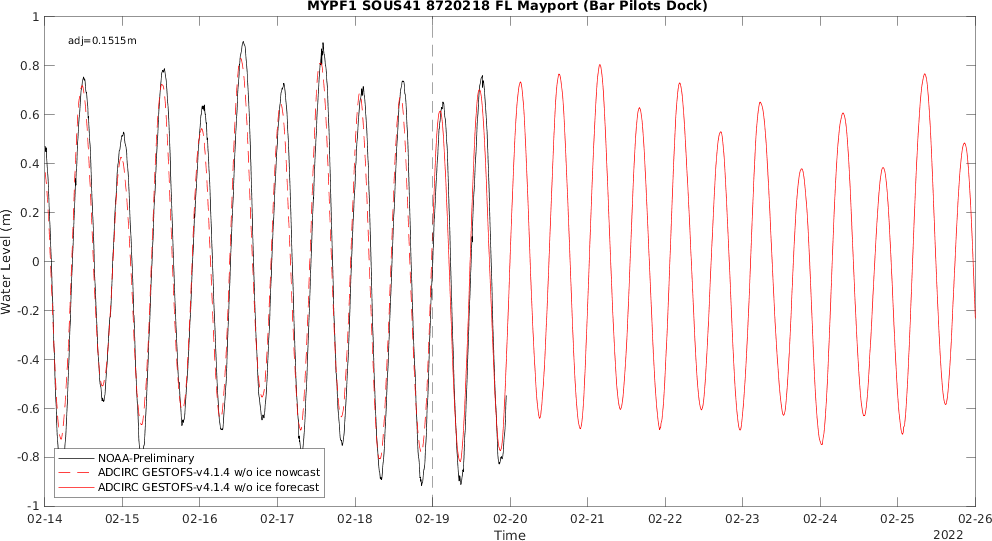 MYPF1 SOUS41 8720218 FL Mayport (Bar Pilots Dock)
adj=0.1515m
Water Level (m)
1
0.8
0.6
0.4
0.2
0
-0.2
-0.4
-0.6
-0.8
-1
NOAA-Preliminary
ADCIRC GESTOFS-v4.1.4 w/o ice nowcast
ADCIRC GESTOFS-v4.1.4 w/o ice forecast
02-14 02-15 02-16 02-17 02-18 02-19 02-20 02-21 02-22 02-23 02-24 02-25 02-26
Time
2022